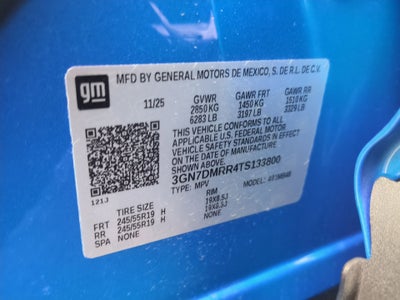 gm
MFD BY GENERAL MOTORS DE MEXICO, S. DE R.L. DE C.V.
11/25 GVWR GAWR FRT GAWR RR
2850 KG 1450 KG 1510 KG
6283 LB 3197 LB 3329 LB
THIS VEHICLE CONFORMS TO ALL APPLICABLE
U.S. FEDERAL MOTOR
VEHICLE SAFETY STANDARDS IN
EFFECT ON THE DATE OF
MANUFACTURE SHOWN ABOVE.
3GN7DMRR4TS133800
TYPE: MPV MODEL:
121J
TIRE SIZE RIM
FRT 245/55R19 H 19X8.5J
RR 245/55R19 H 19X8.5J
SPA NONE NONE